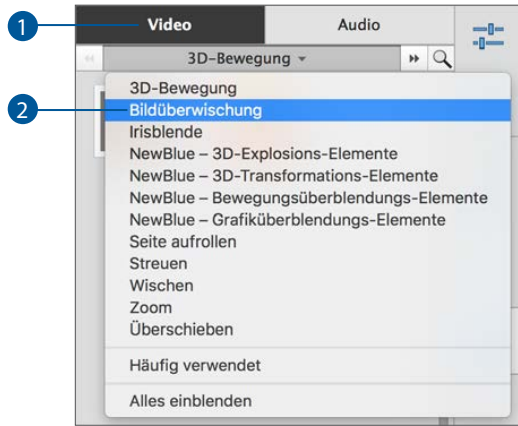 1
Video Audio
3D-Bewegung
3D-Bewegung
2
Bildüberwischung
Irisblende
NewBlue – 3D-Explosions-Elemente
NewBlue – 3D-Transformations-Elemente
NewBlue – Bewegungsüberblendungs-Elemente
NewBlue – Grafiküberblendungs-Elemente
Seite aufrollen
Streuen
Wischen
Zoom
Überschieben
Häufig verwendet
Alles einblenden